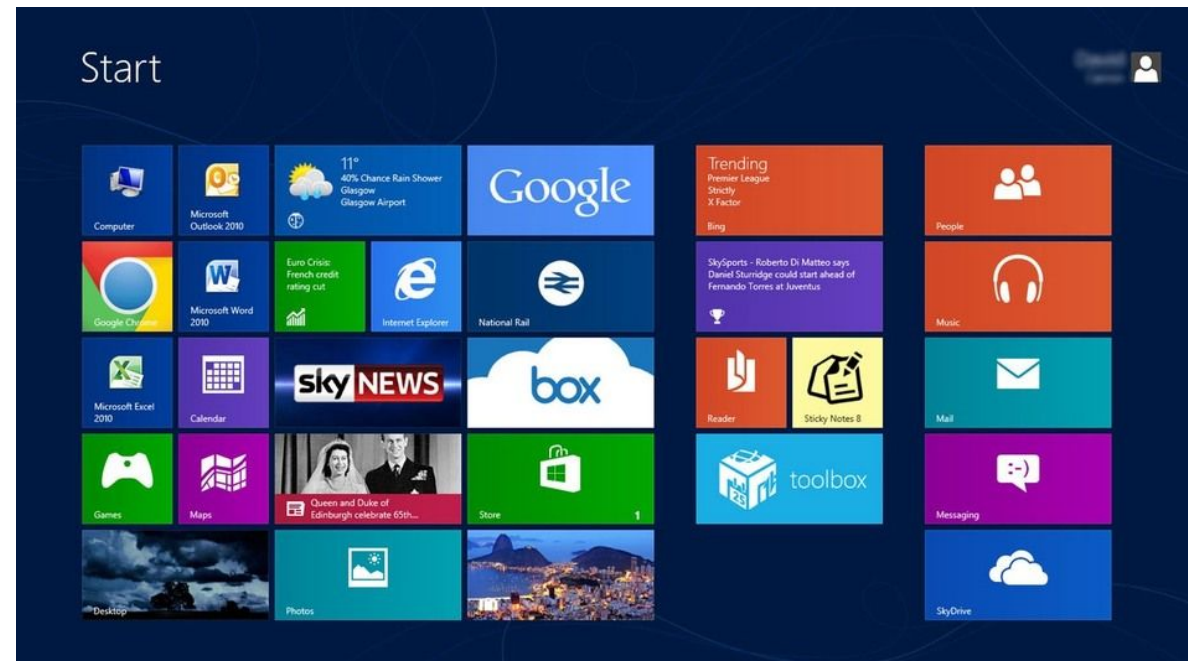 Start
Computer
Microsoft
Outlook 2010
11°
40% Chance Rain Shower
Glasgow
Glasgow Airport
Google
Google Chrome
Microsoft Word
2010
Euro Crisis:
French credit
rating cut
Internet Explorer
National Rail
Microsoft Excel
2010
Calendar
sky NEWS
box
Games
Maps
Queen and Duke of
Edinburgh celebrate 65th...
Store
1
Desktop
Photos
Trending
Premier League
Strictly
X Factor
Bing
SkySports - Roberto Di Matteo says
Daniel Sturridge could start ahead of
Fernando Torres at Juventus
Reader
Sticky Notes 8
28
toolbox
People
Music
Mail
:-)
Messaging
SkyDrive